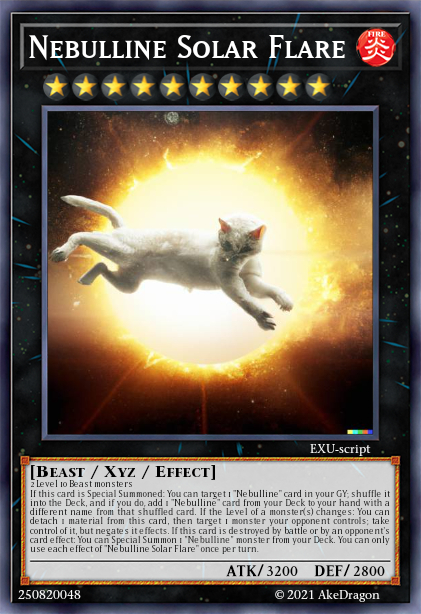 Nebulline Solar Flare
FIRE
炎
EXU-script
[Beast / Xyz / Effect]
2 Level 10 Beast monsters
If this card is Special Summoned: You can target 1 "Nebulline" card in your GY; shuffle it
into the Deck, and if you do, add 1 "Nebulline" card from your Deck to your hand with a
different name from that shuffled card. If the Level of a monster(s) changes: You can
detach 1 material from this card, then target 1 monster your opponent controls; take
control of it, but negates it effects. If this card is destroyed by battle or by an opponent's
card effect: You can Special Summon 1 "Nebulline" monster from your Deck. You can only
use each effect of "Nebulline Solar Flare" once per turn.
ATK/3200 DEF/2800
250820048 © 2021 AkeDragon